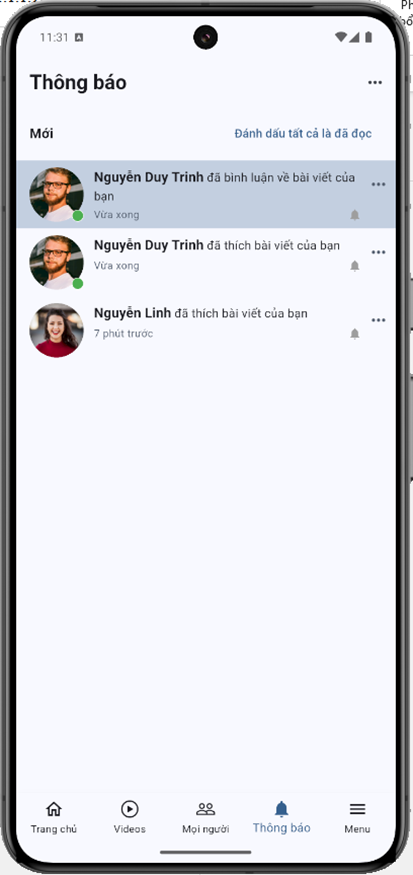 Ph
11:31 A
Thông báo
Mới
Đánh dấu tất cả là đã đọc
Nguyễn Duy Trinh đã bình luận về bài viết của
bạn
Vừa xong
Nguyễn Duy Trinh đã thích bài viết của bạn
Vừa xong
Nguyễn Linh đã thích bài viết của bạn
7 phút trước
Trang chủ
Videos
Mọi người
Thông báo
Menu